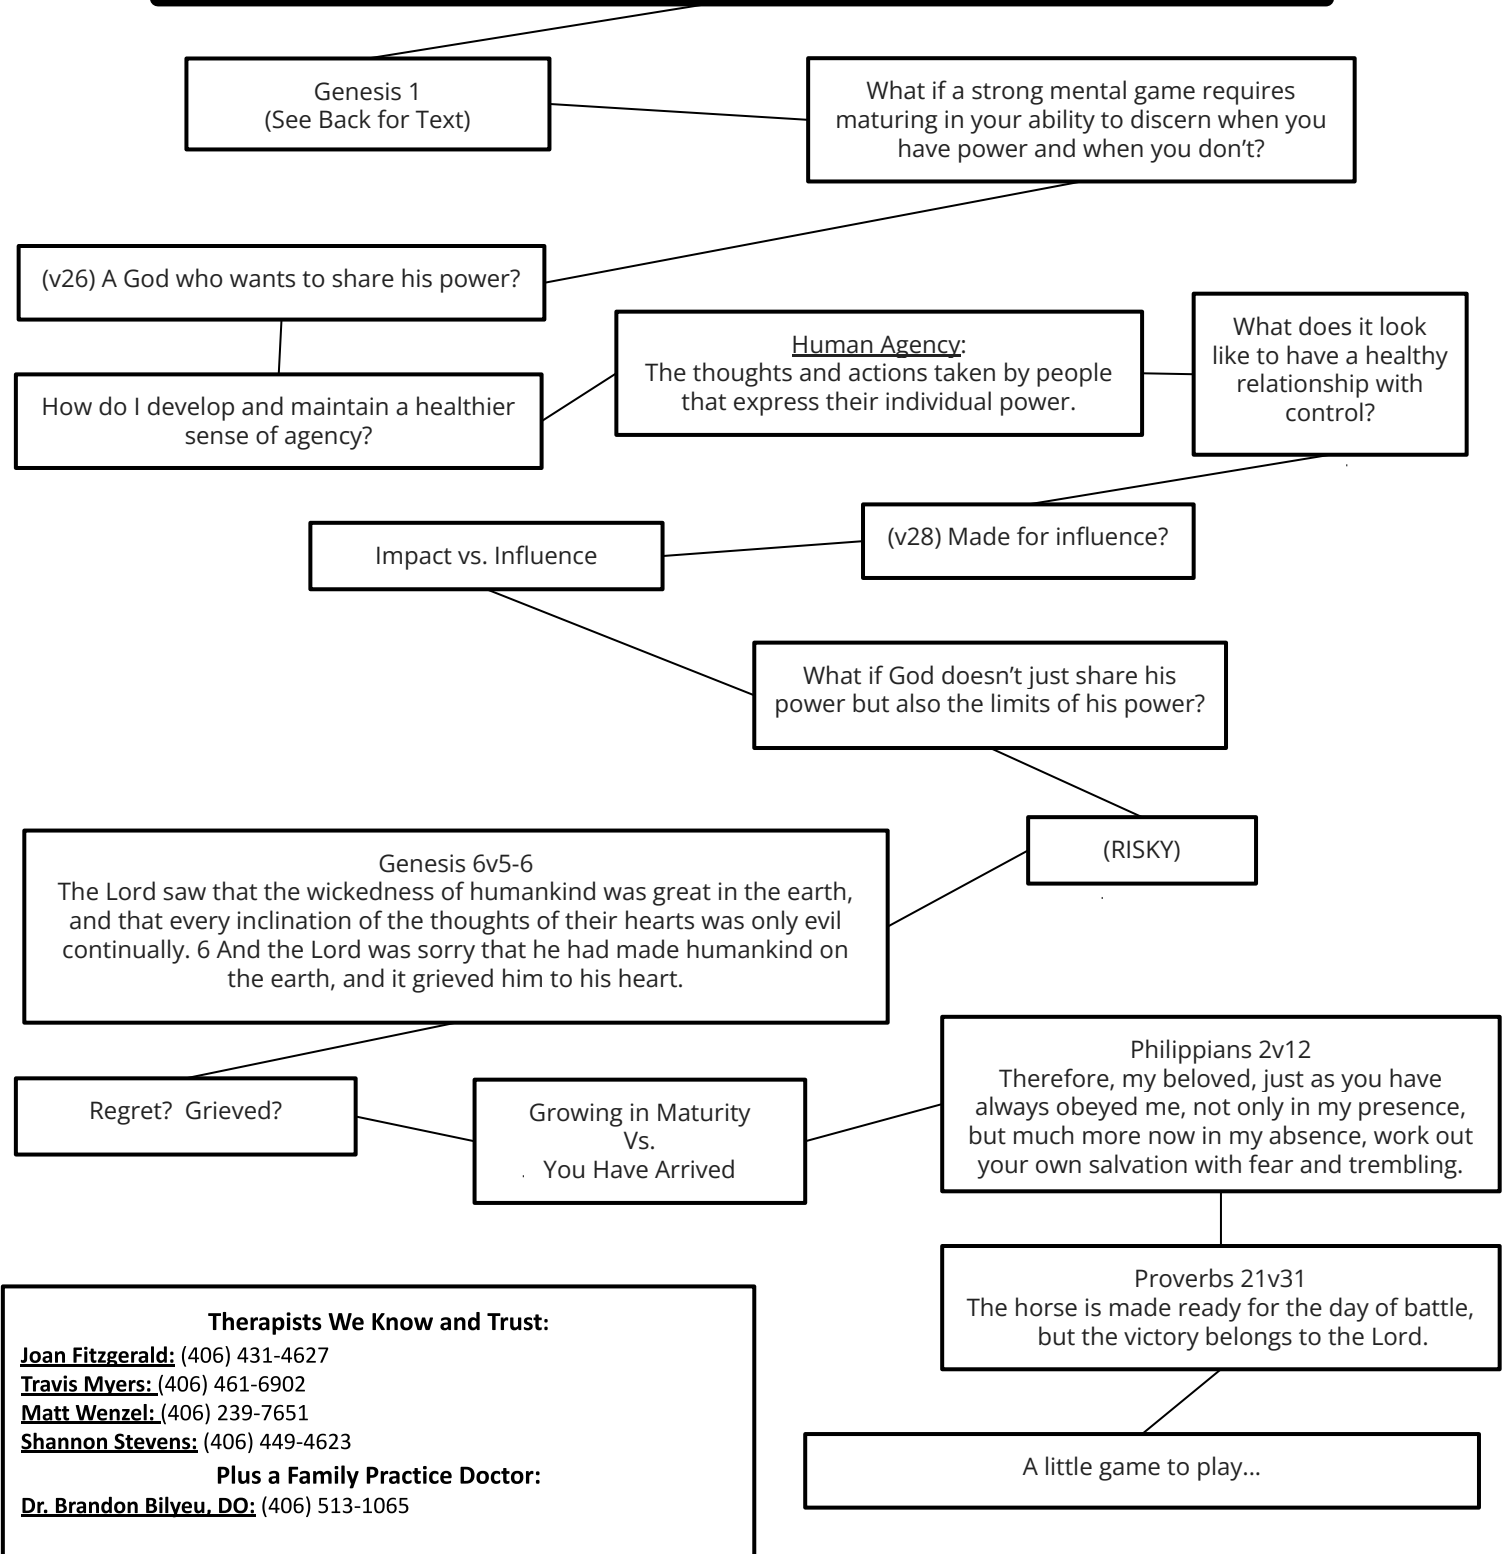 Genesis 1
(See Back for Text)
What if a strong mental game requires
maturing in your ability to discern when you
have power and when you don’t?
(v26) A God who wants to share his power?
How do I develop and maintain a healthier
sense of agency?
Human Agency:
The thoughts and actions taken by people
that express their individual power.
What does it look
like to have a healthy
relationship with
control?
(v28) Made for influence?
Impact vs. Influence
What if God doesn’t just share his
power but also the limits of his power?
(RISKY)
Genesis 6v5-6
The Lord saw that the wickedness of humankind was great in the earth,
and that every inclination of the thoughts of their hearts was only evil
continually. 6 And the Lord was sorry that he had made humankind on
the earth, and it grieved him to his heart.
Regret?  Grieved?
Growing in Maturity
Vs.
You Have Arrived
Philippians 2v12
Therefore, my beloved, just as you have
always obeyed me, not only in my presence,
but much more now in my absence, work out
your own salvation with fear and trembling.
Proverbs 21v31
The horse is made ready for the day of battle,
but the victory belongs to the Lord.
A little game to play...
Therapists We Know and Trust:
Joan Fitzgerald: (406) 431-4627
Travis Myers: (406) 461-6902
Matt Wenzel: (406) 239-7651
Shannon Stevens: (406) 449-4623
Plus a Family Practice Doctor:
Dr. Brandon Bilyeu, DO: (406) 513-1065